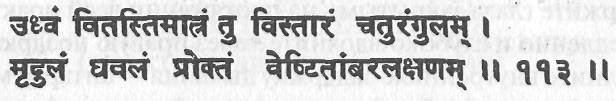 उर्ध्वं वितस्तिमात्रं तु विस्तारं चतुरंगुलम् ।
मृदुलं धवलं प्रोक्तं वेष्टितांबरलक्षणम् ॥ ११३ ॥